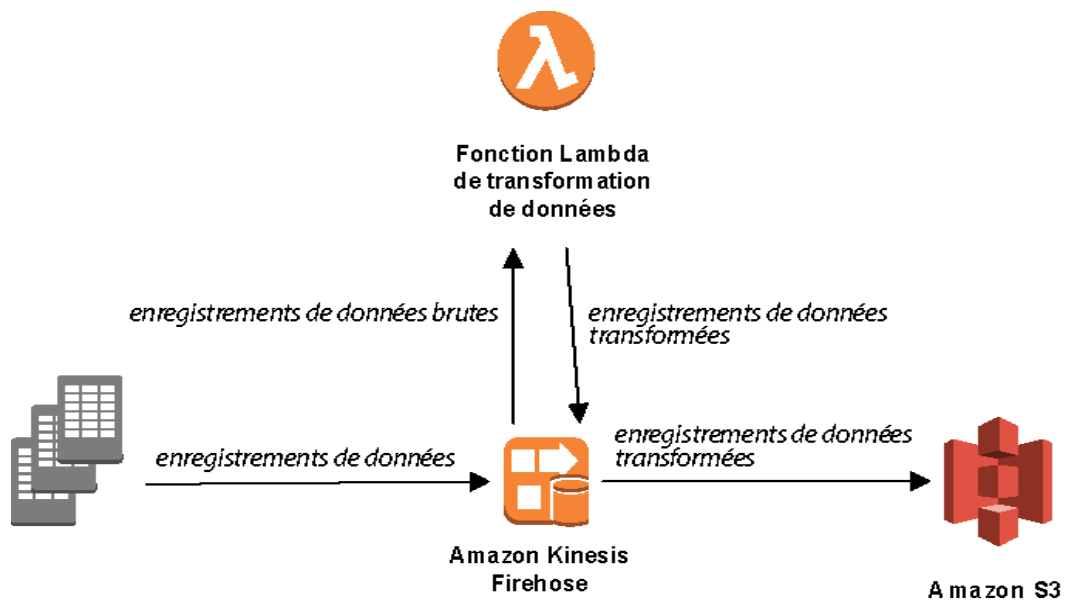 Fonction Lambda
de transformation
de données
enregistrements de données brutes
enregistrements de données
transformées
enregistrements de données
enregistrements de données
transformées
Amazon Kinesis
Firehose
Amazon S3